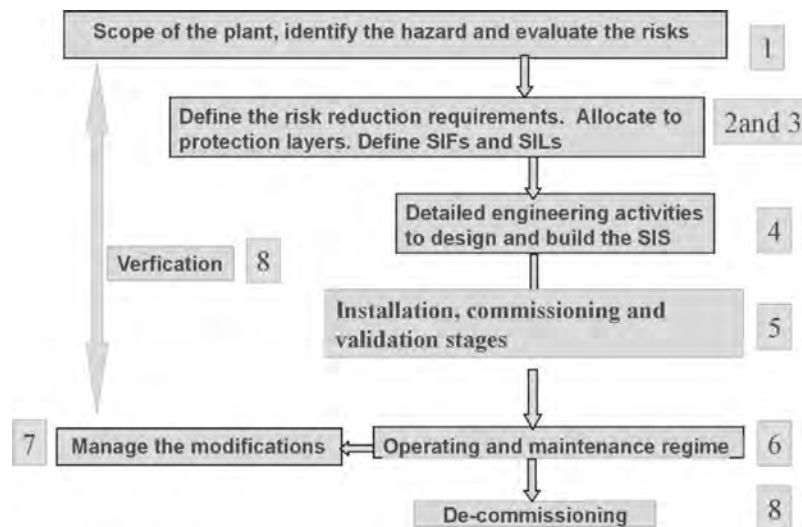 Scope of the plant, identify the hazard and evaluate the risks
1
Define the risk reduction requirements. Allocate to
protection layers. Define SIFs and SILs
2and 3
Detailed engineering activities
to design and build the SIS
4
Verfication
8
Installation, commissioning and
validation stages
5
7
Manage the modifications
Operating and maintenance regime
6
De-commissioning
8